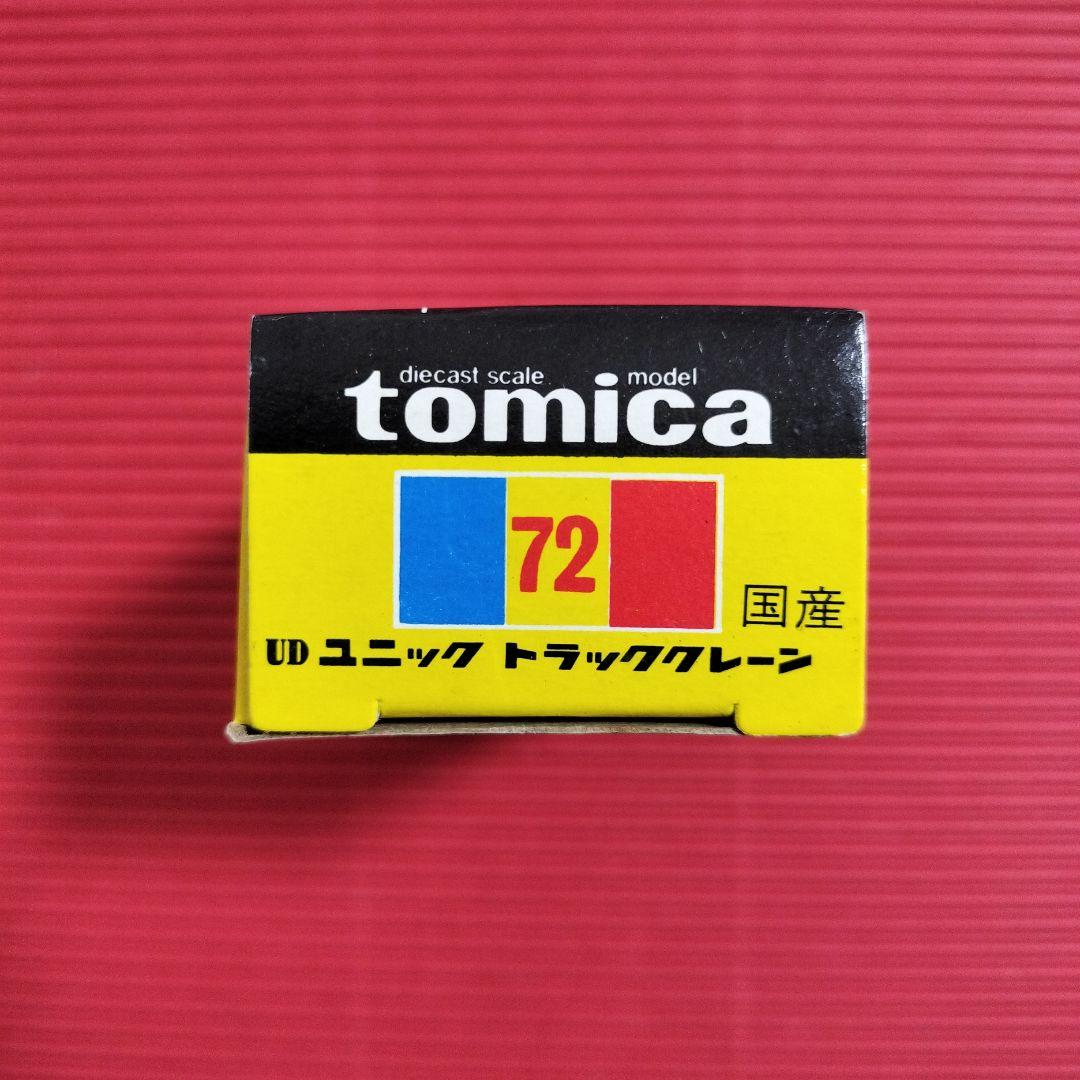 diecast scale model
tomica
72
国産
UD ユニック トラッククレーン